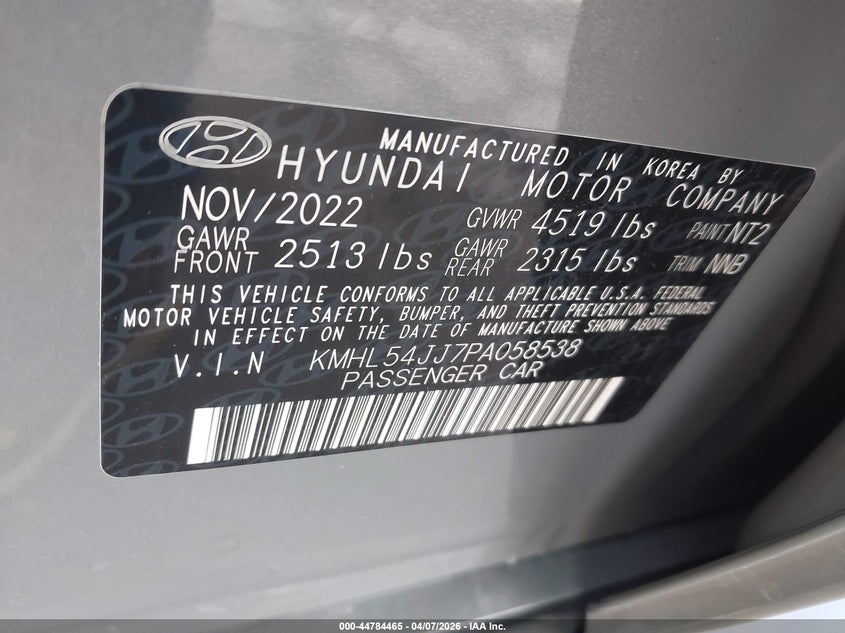 MANUFACTURED IN KOREA BY
HYUNDAI MOTOR COMPANY
NOV/2022 GVWR 4519 lbs PAINT NT2
GAWR FRONT 2513 lbs GAWR REAR 2315 lbs TRIM NNB
THIS VEHICLE CONFORMS TO ALL APPLICABLE U.S.A. FEDERAL
MOTOR VEHICLE SAFETY, BUMPER, AND THEFT PREVENTION STANDARDS
IN EFFECT ON THE DATE OF MANUFACTURE SHOWN ABOVE
V.I.N KMHL54JJ7PA058538
PASSENGER CAR
000-44784465 - 04/07/2026 - IAA Inc.